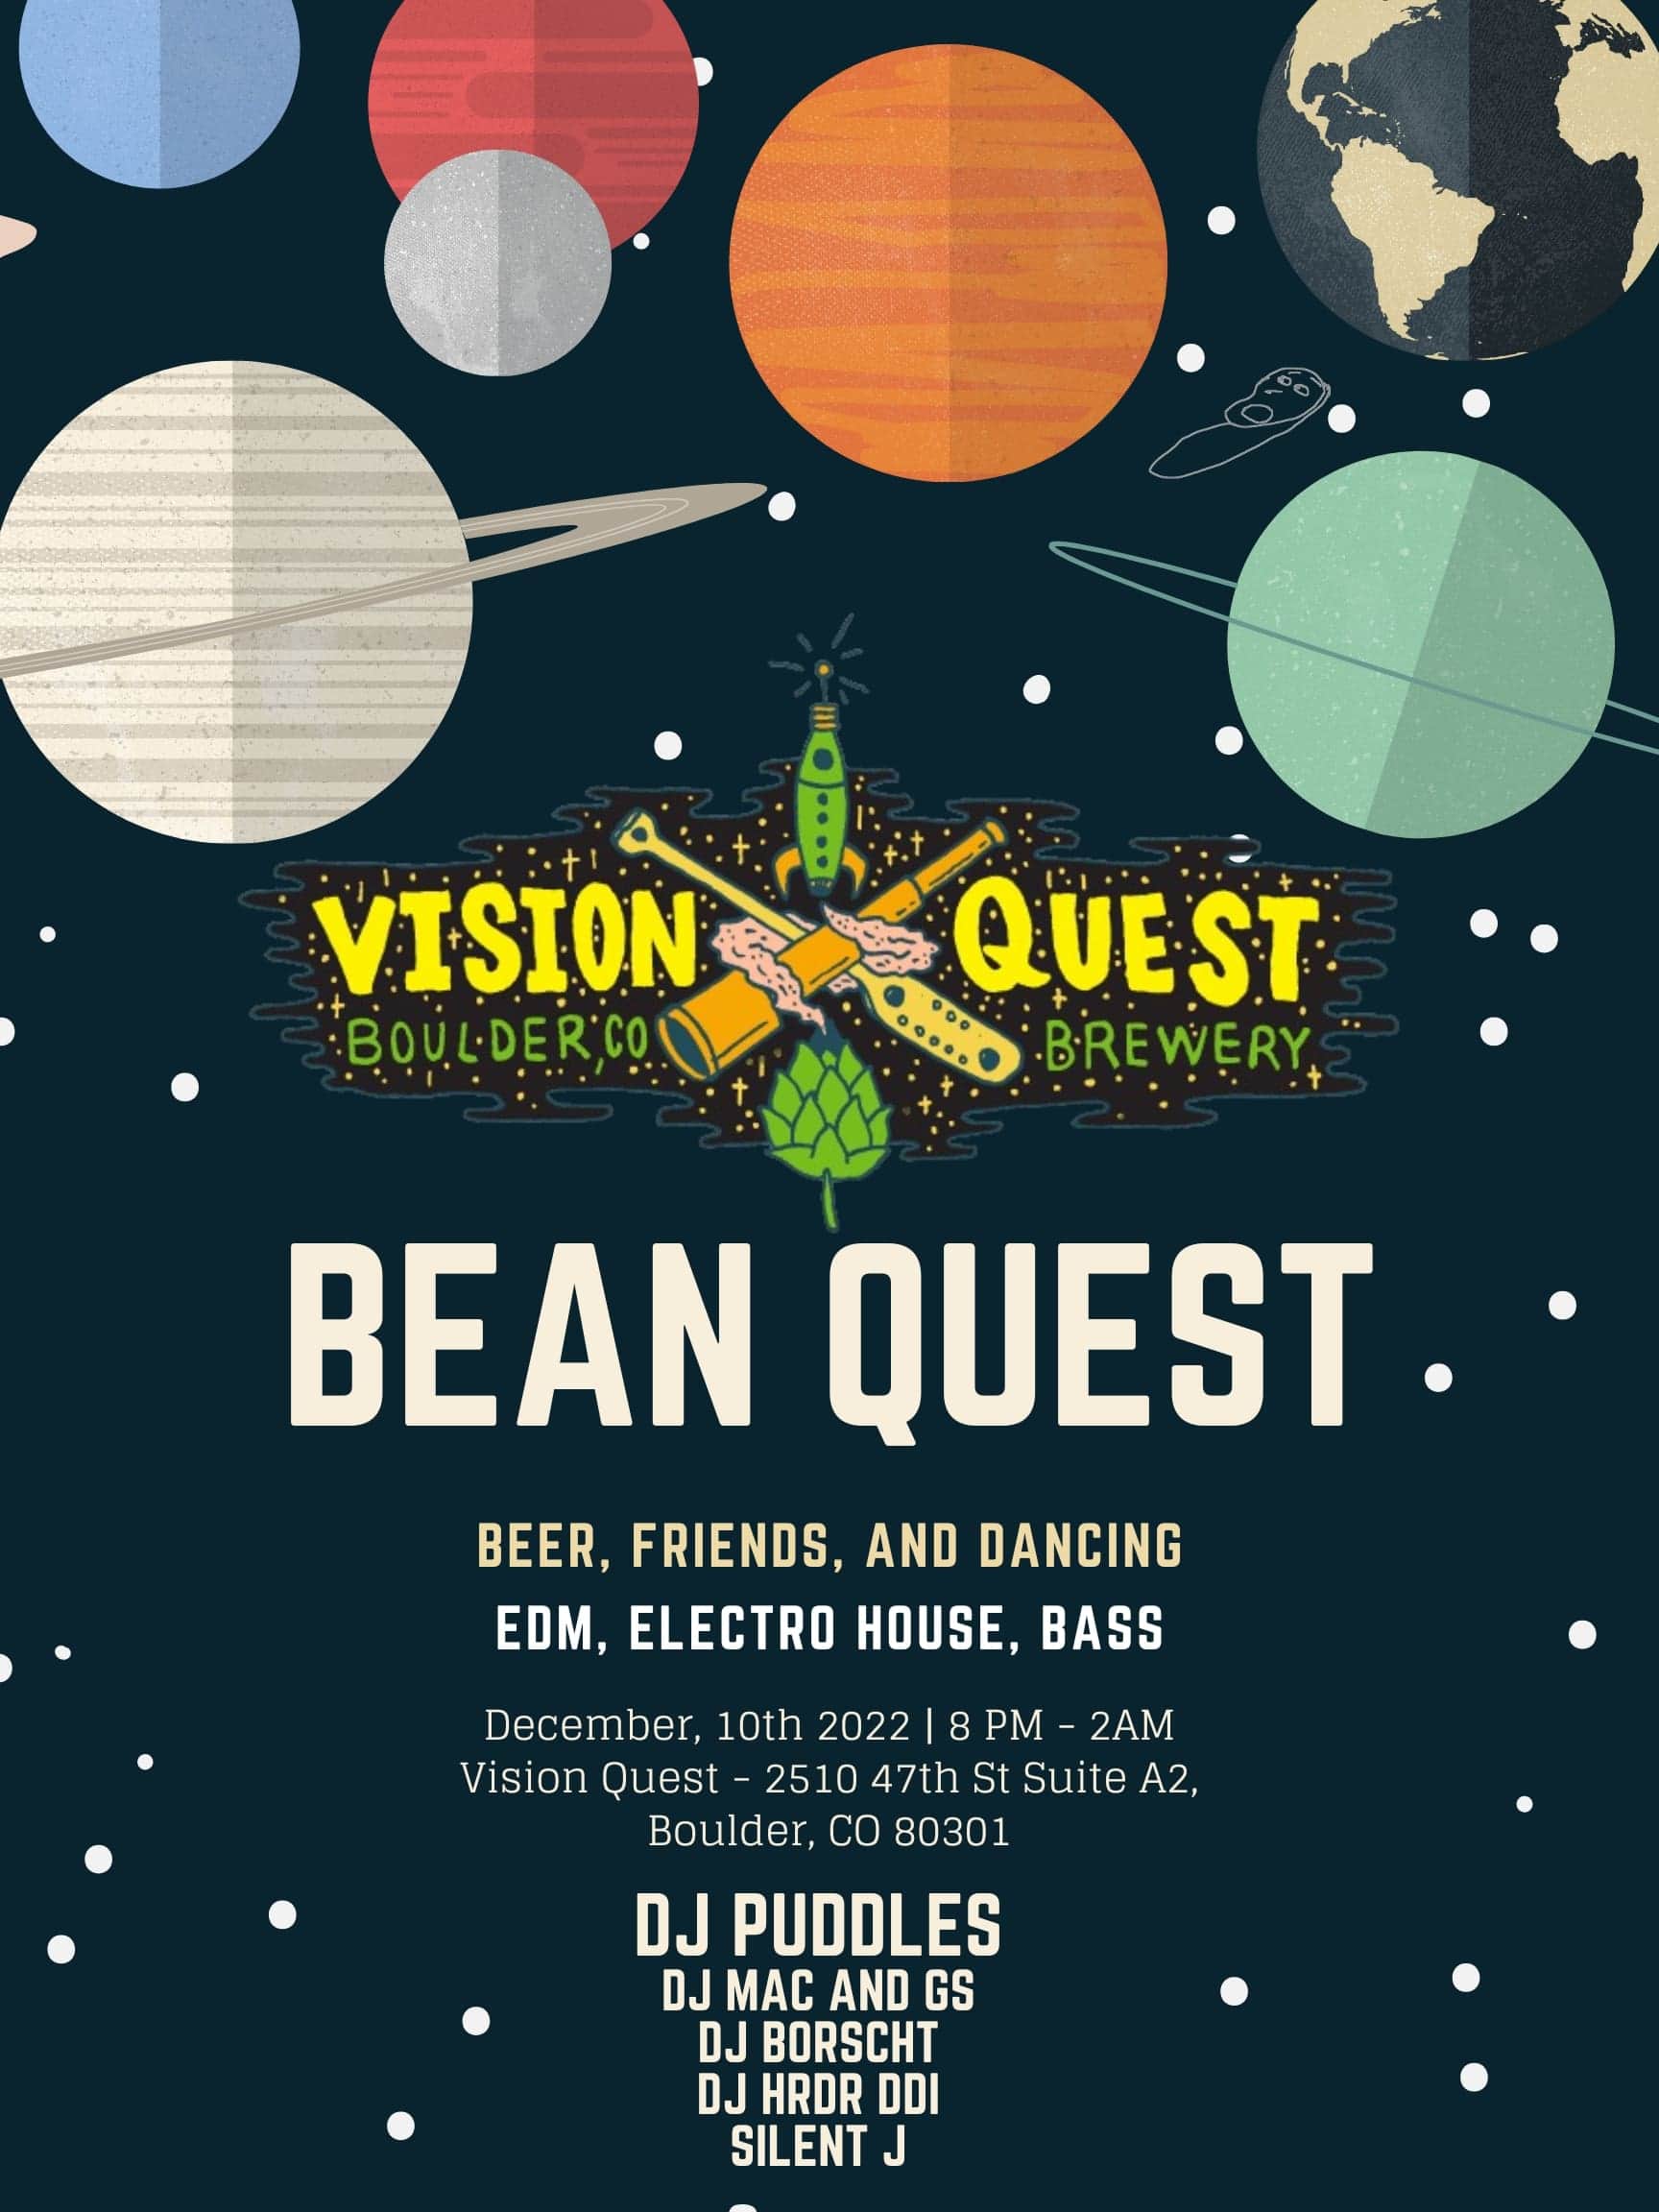 VISION QUEST
BOULDER, CO BREWERY
BEAN QUEST
BEER, FRIENDS, AND DANCING
EDM, ELECTRO HOUSE, BASS
December, 10th 2022 | 8 PM - 2AM
Vision Quest - 2510 47th St Suite A2,
Boulder, CO 80301
DJ PUDDLES
DJ MAC AND GS
DJ BORSCHT
DJ HRDR DDI
SILENT J